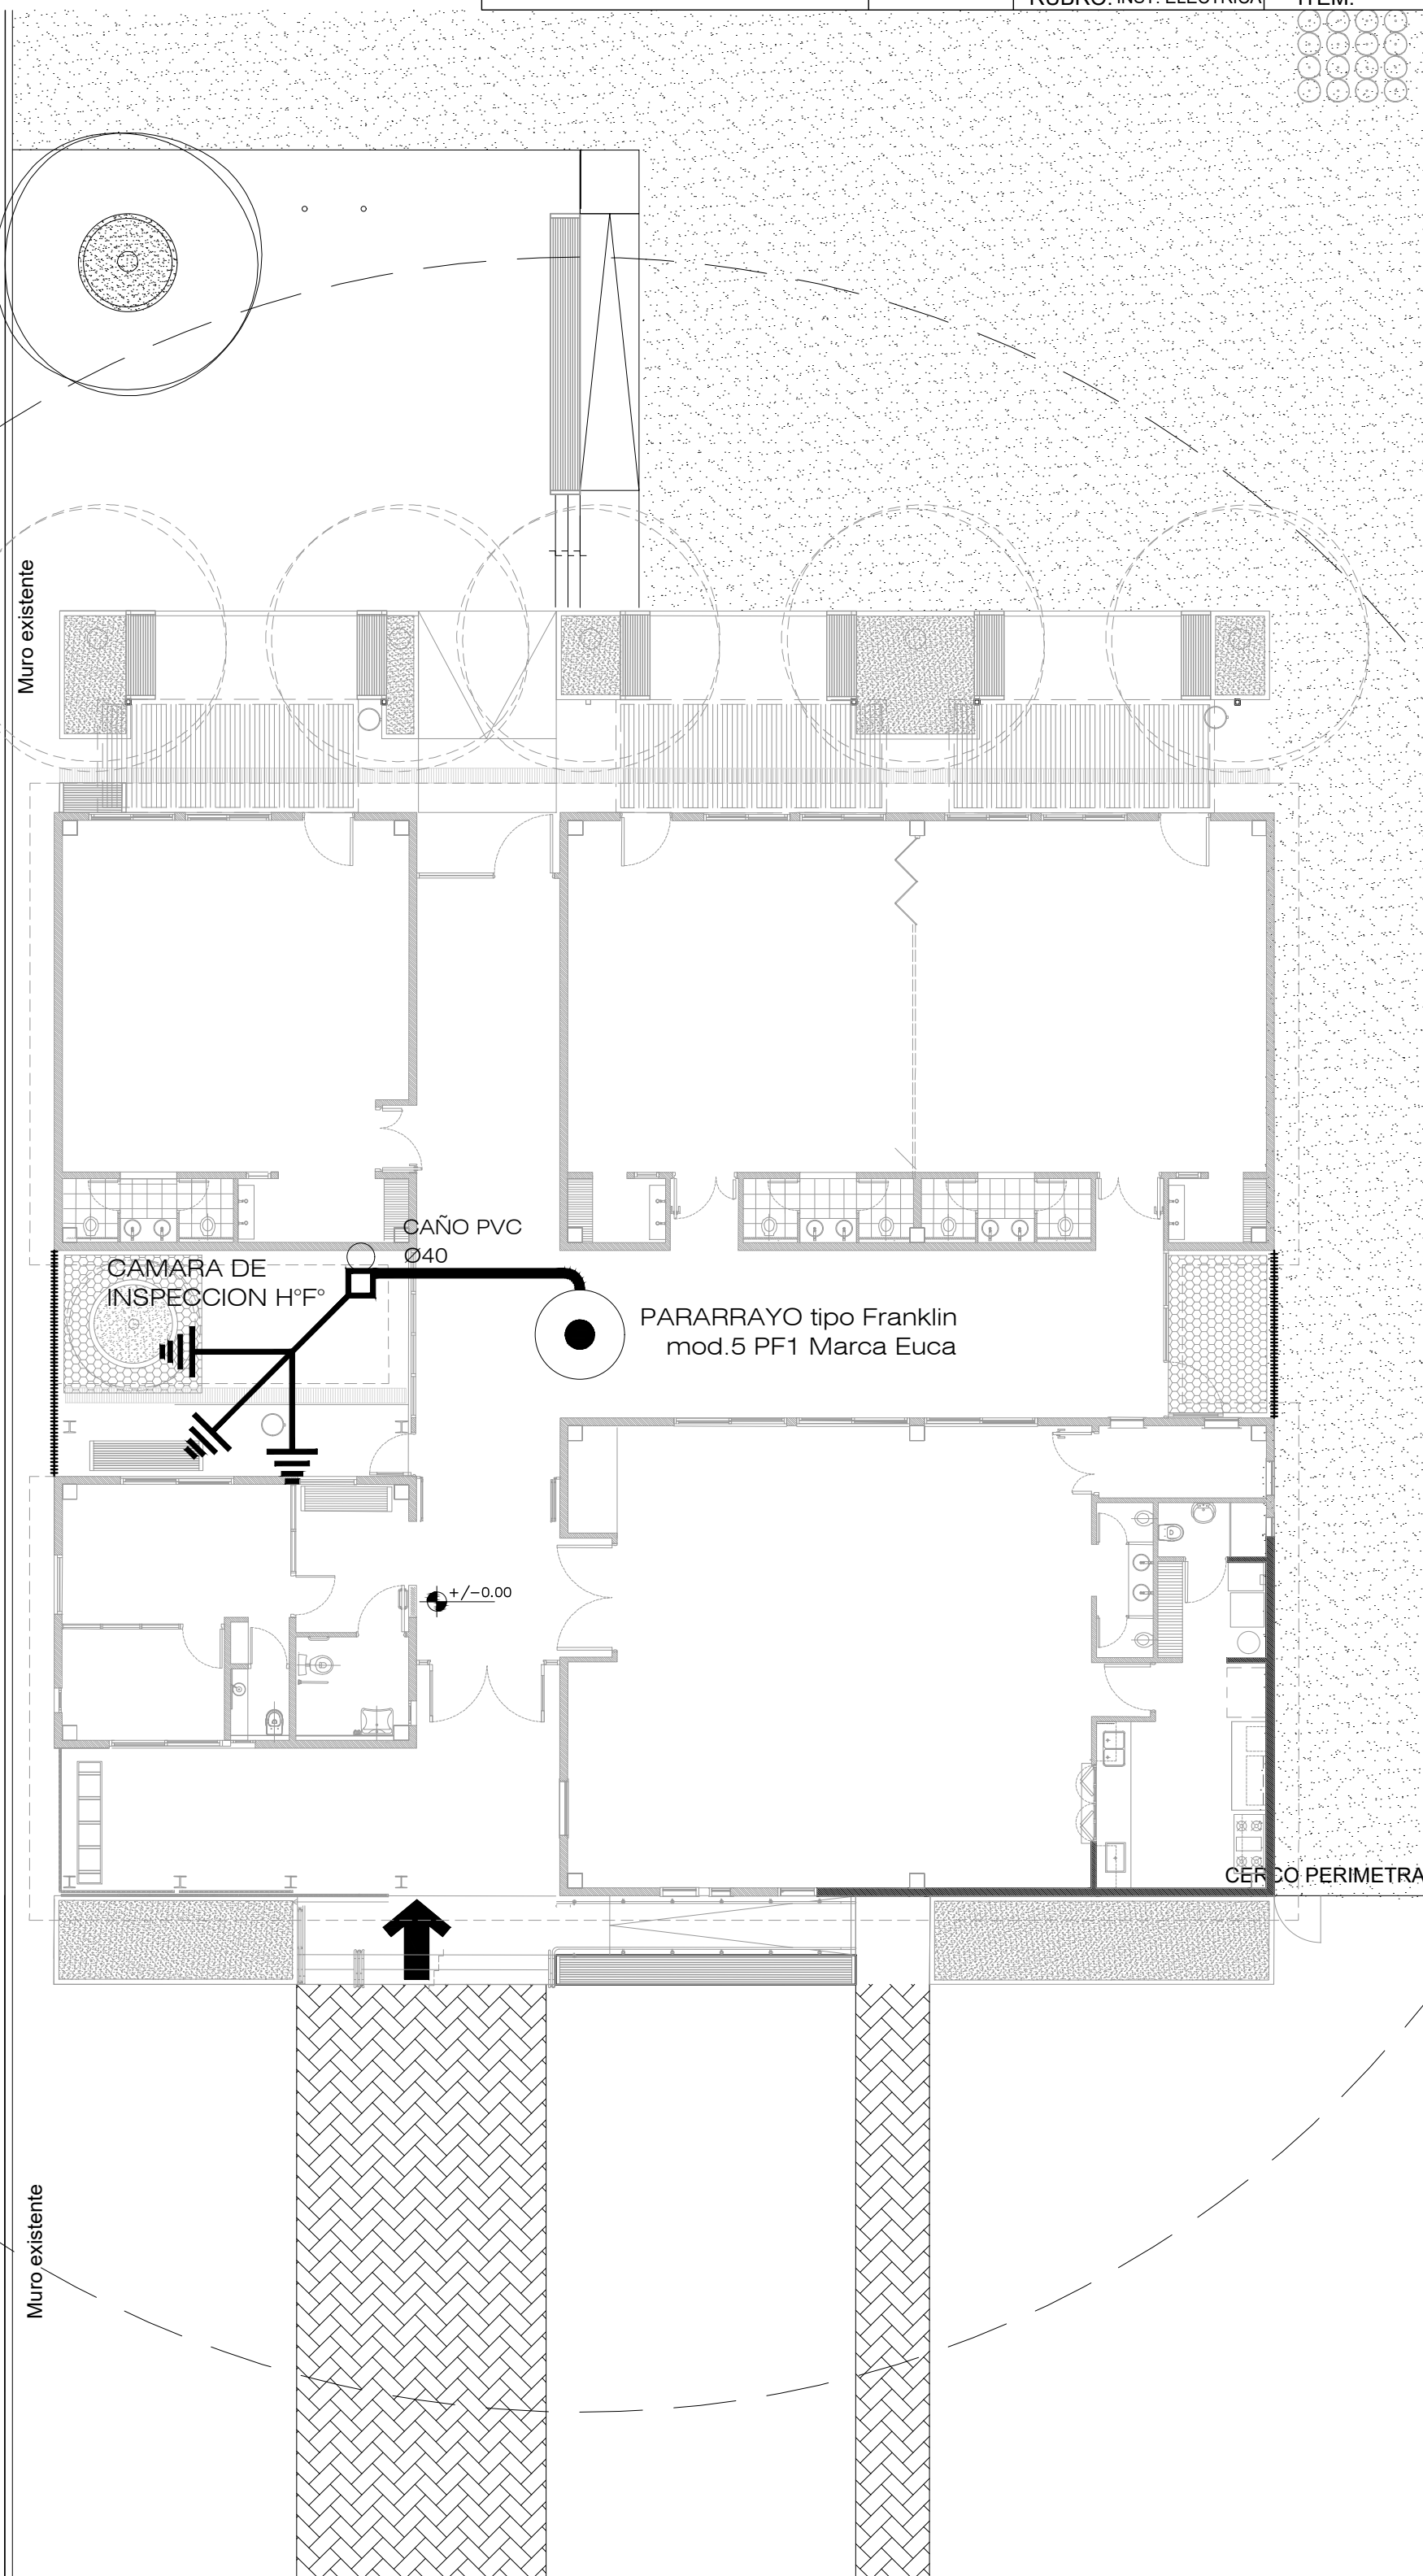 RUBRO: INST. ELECTRICA
ITEM:
Muro existente
CAÑO PVC
Ø40
CAMARA DE
INSPECCION H°F°
PARARRAYO tipo Franklin
mod.5 PF1 Marca Euca
+/-0.00
CERCO PERIMETRA
Muro existente